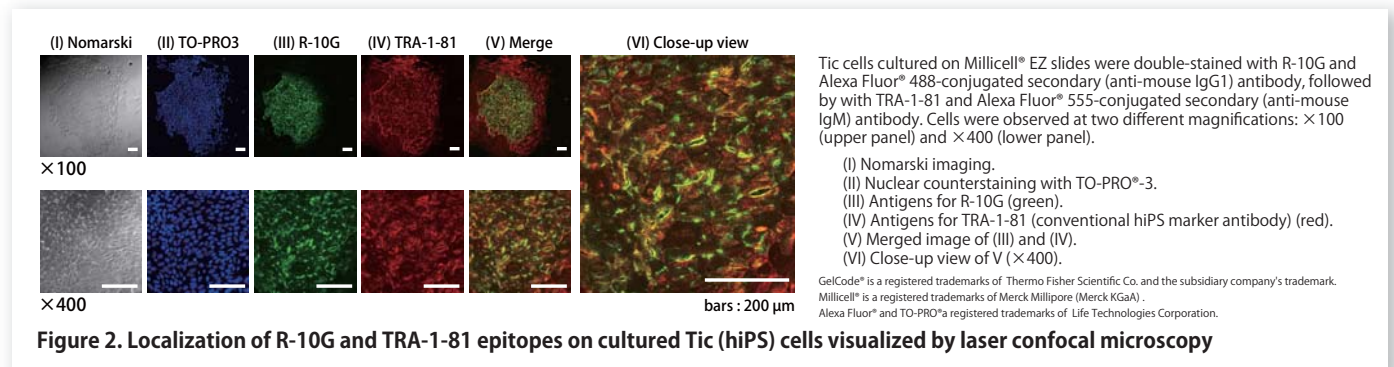 (I) Nomarski (II) TO-PRO3 (III) R-10G (IV) TRA-1-81 (V) Merge (VI) Close-up view
×100
×400
bars : 200 μm
Tic cells cultured on Millicell® EZ slides were double-stained with R-10G and
Alexa Fluor® 488-conjugated secondary (anti-mouse IgG1) antibody, followed
by with TRA-1-81 and Alexa Fluor® 555-conjugated secondary (anti-mouse
IgM) antibody. Cells were observed at two different magnifications: ×100
(upper panel) and ×400 (lower panel).
(I) Nomarski imaging.
(II) Nuclear counterstaining with TO-PRO®-3.
(III) Antigens for R-10G (green).
(IV) Antigens for TRA-1-81 (conventional hiPS marker antibody) (red).
(V) Merged image of (III) and (IV).
(VI) Close-up view of V (×400).
GelCode® is a registered trademarks of Thermo Fisher Scientific Co. and the subsidiary company's trademark.
Millicell® is a registered trademarks of Merck Millipore (Merck KGaA) .
Alexa Fluor® and TO-PRO®a registered trademarks of Life Technologies Corporation.
Figure 2. Localization of R-10G and TRA-1-81 epitopes on cultured Tic (hiPS) cells visualized by laser confocal microscopy